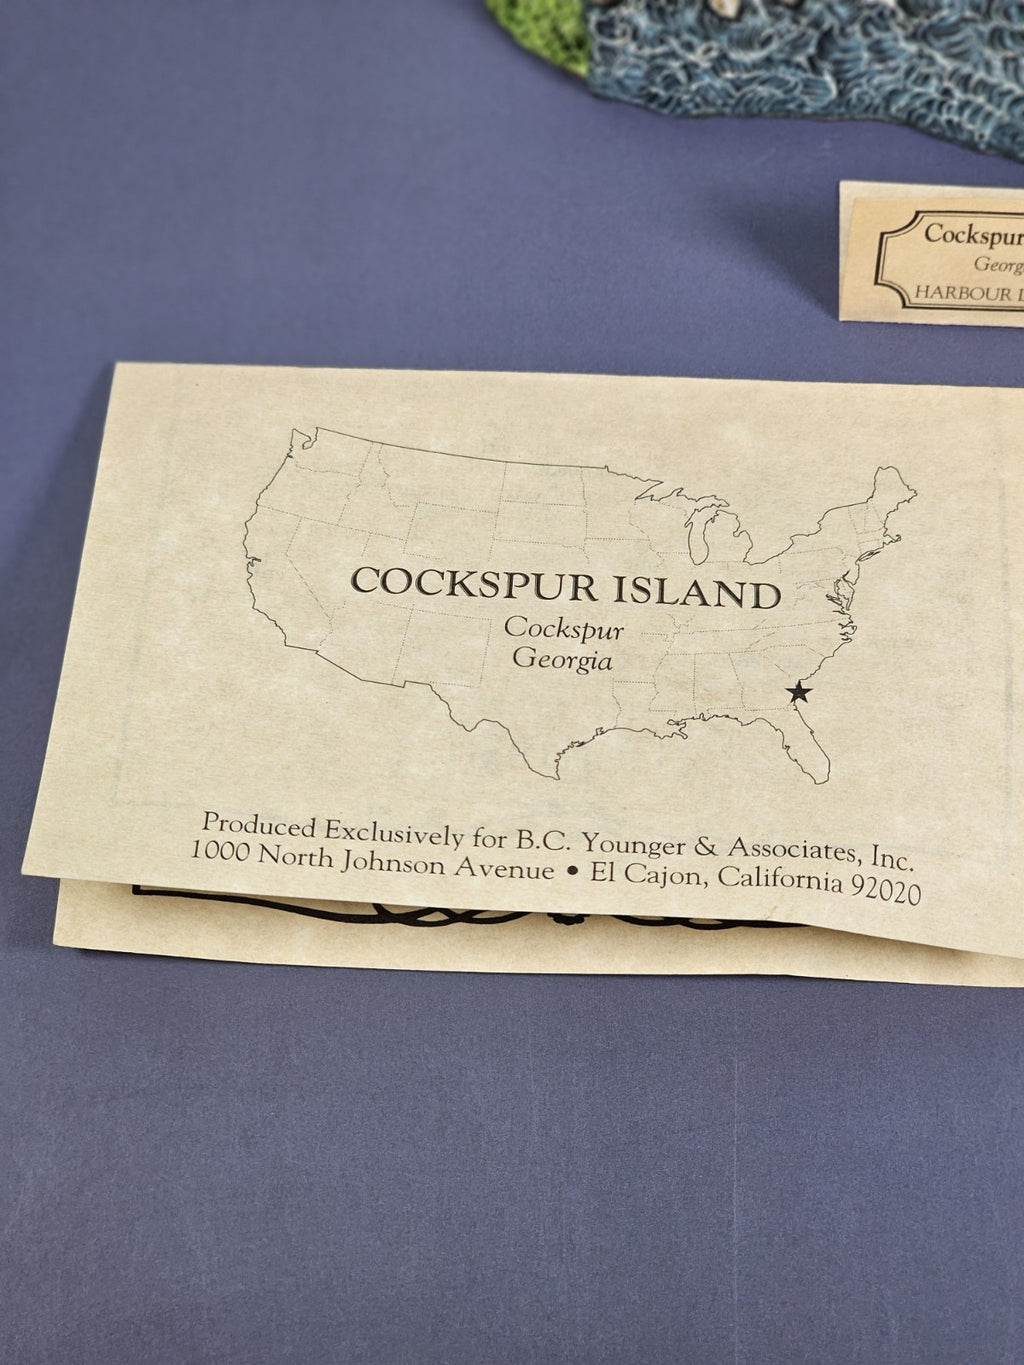 Cockspur
HARBOUR
COCKSPUR ISLAND
Cockspur
Georgia
Produced Exclusively for B.C. Younger & Associates, Inc.
1000 North Johnson Avenue • El Cajon, California 92020